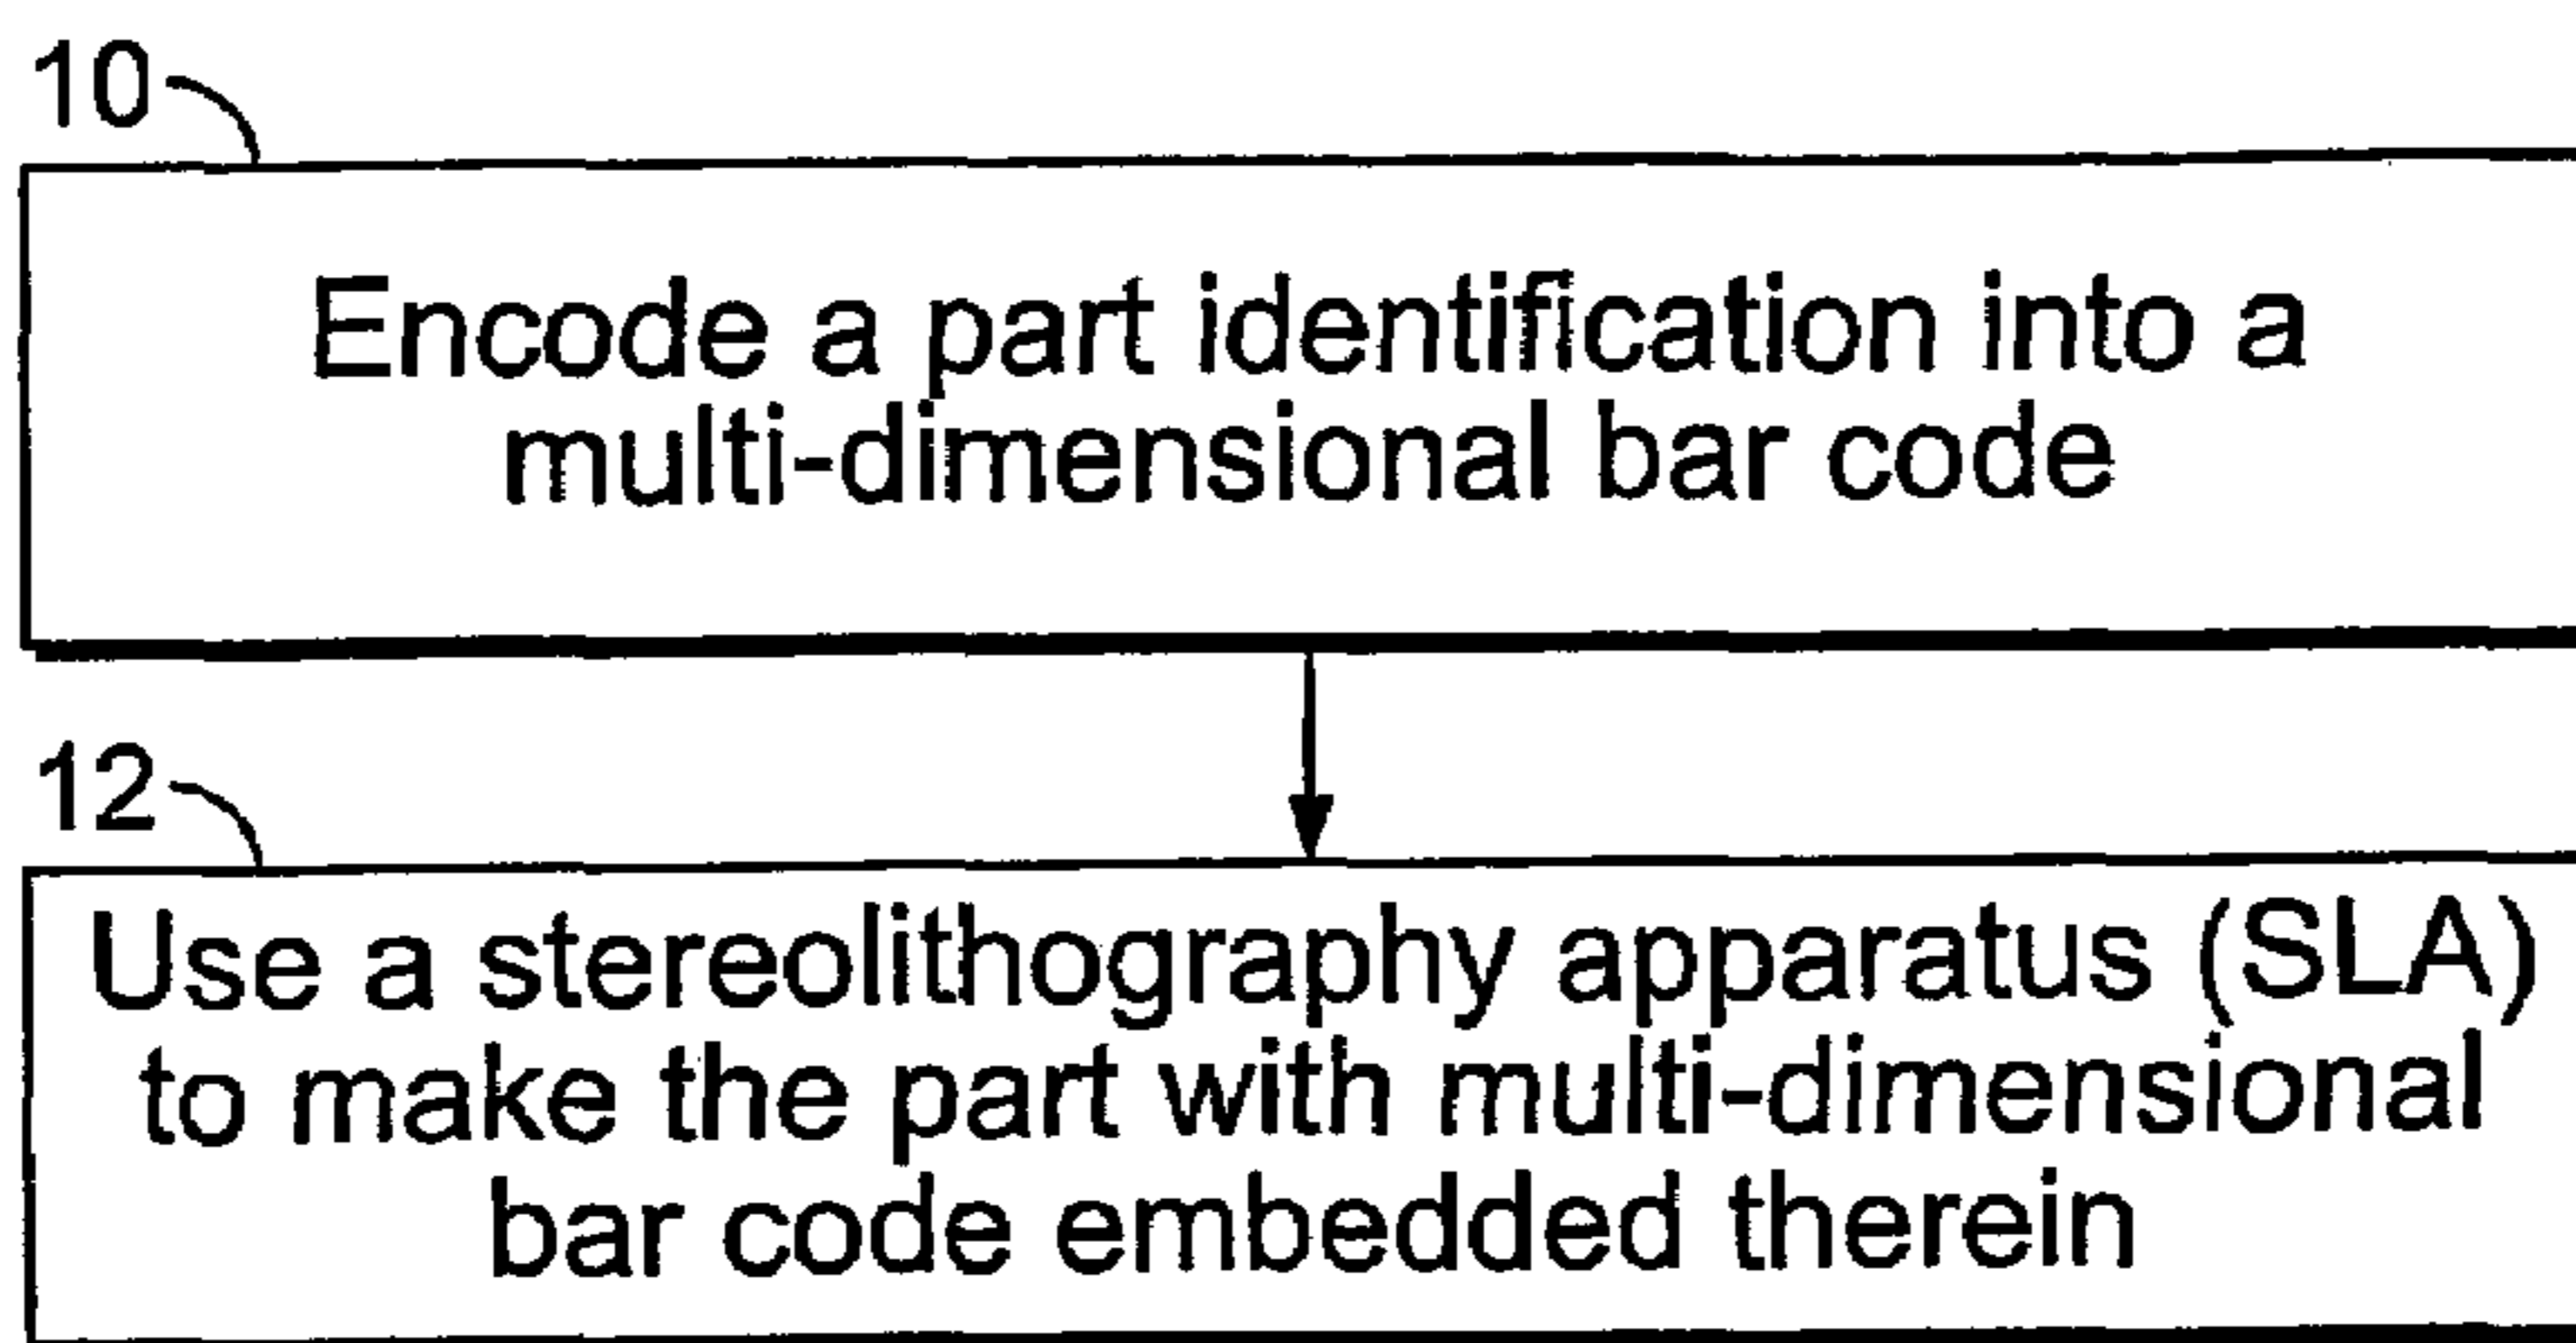 10
Encode a part identification into a
multi-dimensional bar code
12
Use a stereolithography apparatus (SLA)
to make the part with multi-dimensional
bar code embedded therein